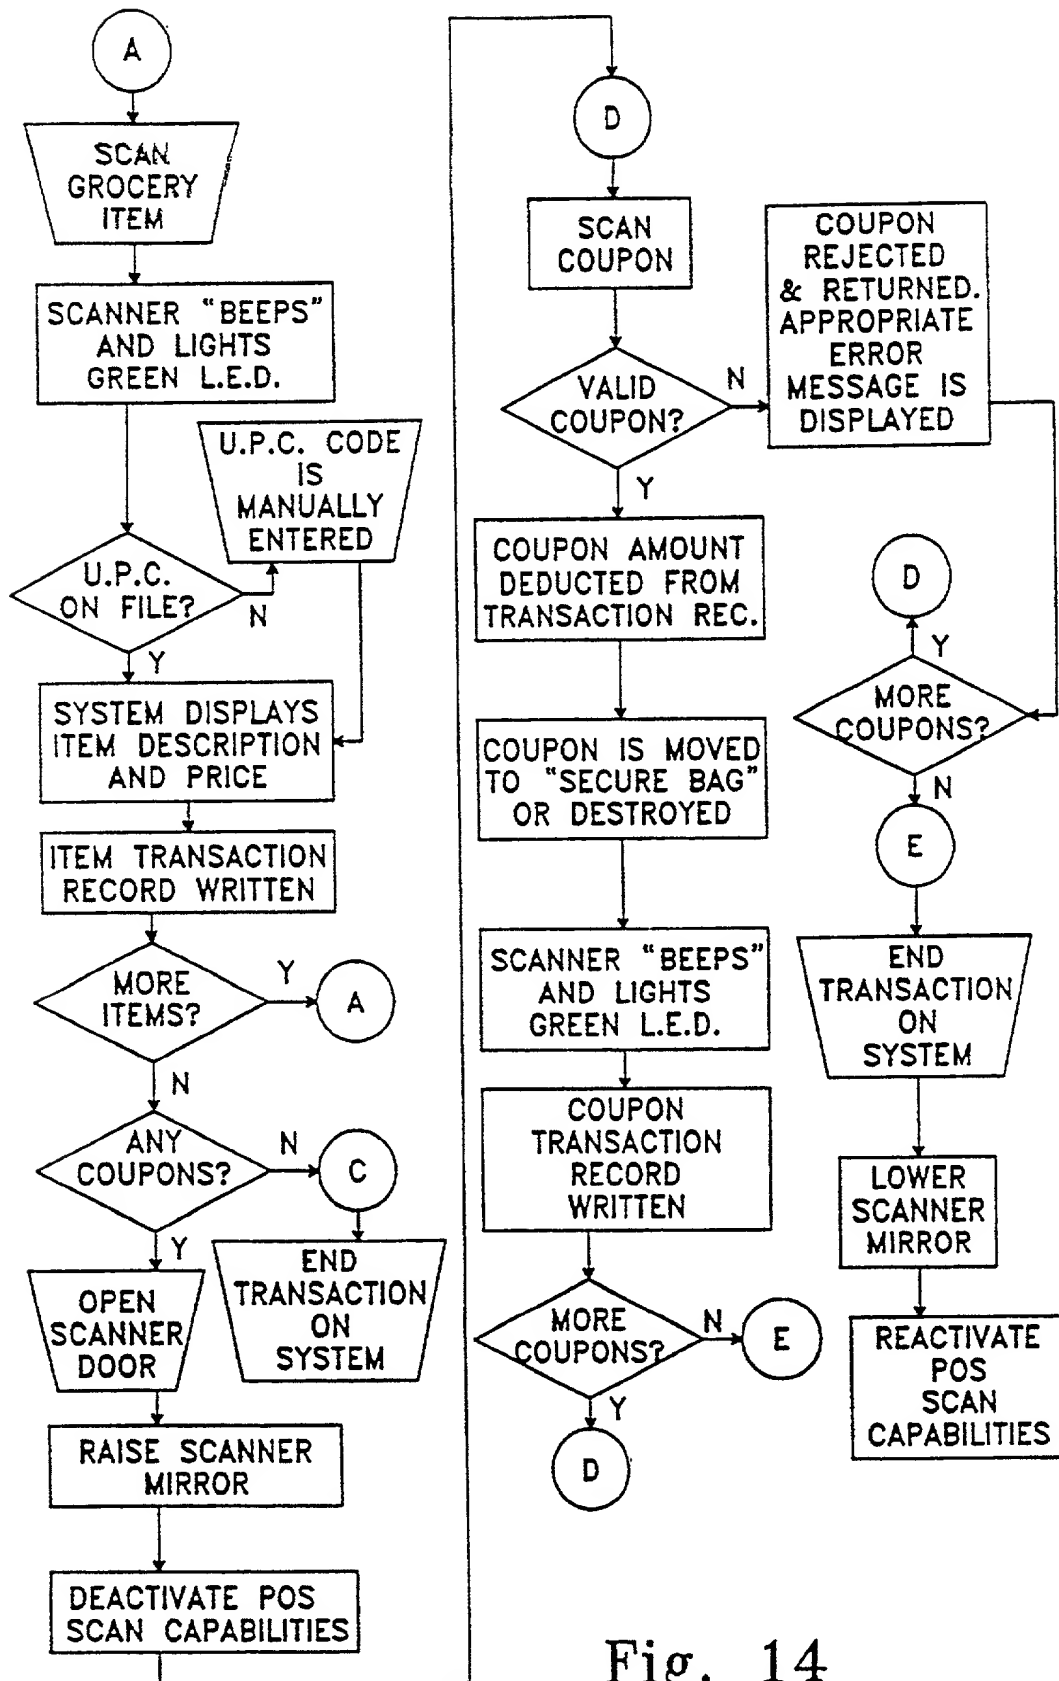 A
SCAN
GROCERY
ITEM
SCANNER "BEEPS"
AND LIGHTS
GREEN L.E.D.
U.P.C. CODE
IS
MANUALLY
ENTERED
U.P.C.
ON FILE?
N
Y
SYSTEM DISPLAYS
ITEM DESCRIPTION
AND PRICE
ITEM TRANSACTION
RECORD WRITTEN
MORE
ITEMS?
Y
A
N
ANY
COUPONS?
N
C
Y
END
TRANSACTION
ON
SYSTEM
OPEN
SCANNER
DOOR
RAISE SCANNER
MIRROR
DEACTIVATE POS
SCAN CAPABILITIES
D
SCAN
COUPON
VALID
COUPON?
N
COUPON
REJECTED
& RETURNED.
APPROPRIATE
ERROR
MESSAGE IS
DISPLAYED
Y
COUPON AMOUNT
DEDUCTED FROM
TRANSACTION REC.
COUPON IS MOVED
TO "SECURE BAG"
OR DESTROYED
SCANNER "BEEPS"
AND LIGHTS
GREEN L.E.D.
COUPON
TRANSACTION
RECORD
WRITTEN
MORE
COUPONS?
N
E
Y
D
D
Y
MORE
COUPONS?
N
E
END
TRANSACTION
ON
SYSTEM
LOWER
SCANNER
MIRROR
REACTIVATE
POS
SCAN
CAPABILITIES
Fig. 14